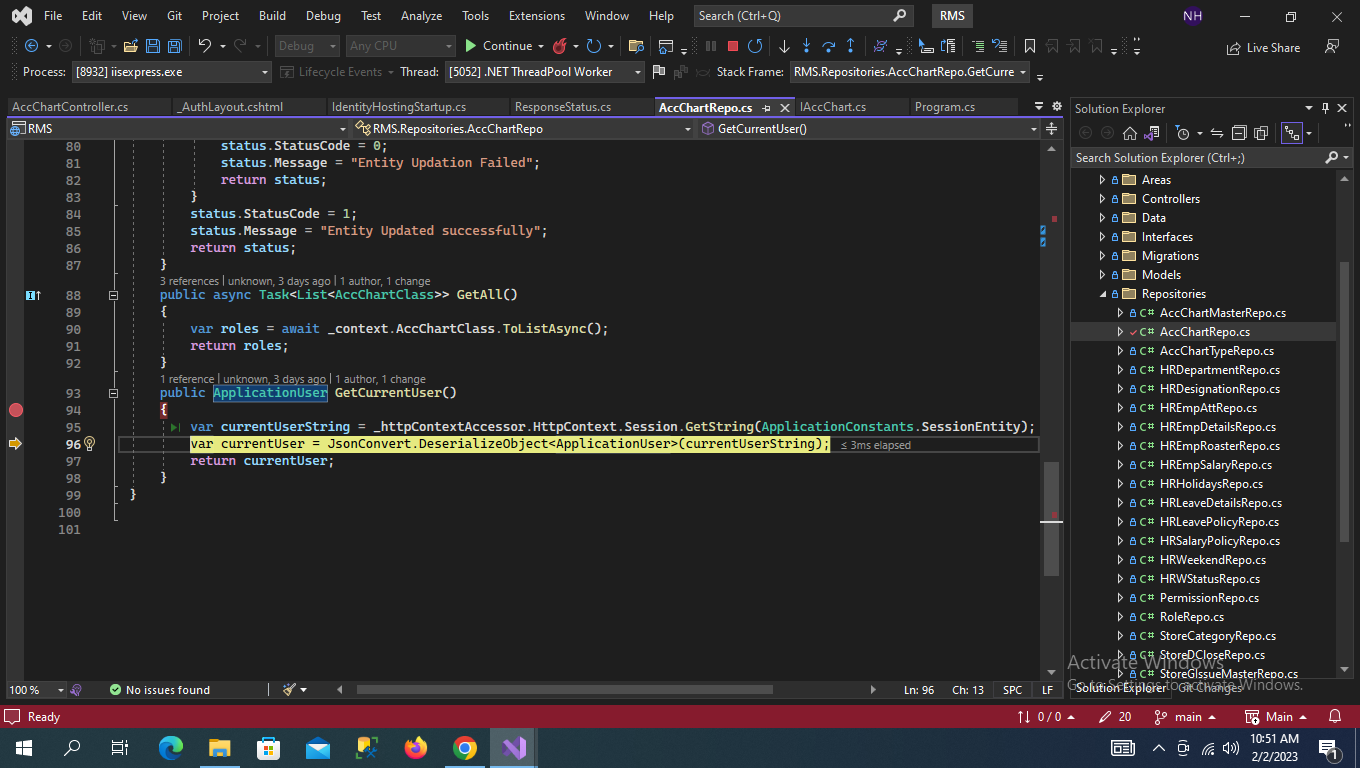 File Edit View Git Project Build Debug Test Analyze Tools Extensions Window Help Search (Ctrl+Q) RMS NH
Debug Any CPU Continue Live Share
Process: [8932] iisexpress.exe Lifecycle Events Thread: [5052] .NET ThreadPool Worker Stack Frame: RMS.Repositories.AccChartRepo.GetCurre
AccChartController.cs _AuthLayout.cshtml IdentityHostingStartup.cs ResponseStatus.cs AccChartRepo.cs IAccChart.cs Program.cs
RMS RMS.Repositories.AccChartRepo GetCurrentUser()
80 status.StatusCode = 0;
81 status.Message = "Entity Updation Failed";
82 return status;
83 }
84 status.StatusCode = 1;
85 status.Message = "Entity Updated successfully";
86 return status;
87 }
3 references | unknown, 3 days ago | 1 author, 1 change
88 public async Task<List<AccChartClass>> GetAll()
89 {
90 var roles = await _context.AccChartClass.ToListAsync();
91 return roles;
92 }
1 reference | unknown, 3 days ago | 1 author, 1 change
93 public ApplicationUser GetCurrentUser()
94 {
95 var currentUserString = _httpContextAccessor.HttpContext.Session.GetString(ApplicationConstants.SessionEntity);
96 var currentUser = JsonConvert.DeserializeObject<ApplicationUser>(currentUserString); ≤ 3ms elapsed
97 return currentUser;
98 }
99 }
100
101
100 % No issues found Ln: 96 Ch: 13 SPC LF
Solution Explorer
Search Solution Explorer (Ctrl+;)
Areas
Controllers
Data
Interfaces
Migrations
Models
Repositories
C# AccChartMasterRepo.cs
C# AccChartRepo.cs
C# AccChartTypeRepo.cs
C# HRDepartmentRepo.cs
C# HRDesignationRepo.cs
C# HREmpAttRepo.cs
C# HREmpDetailsRepo.cs
C# HREmpRoasterRepo.cs
C# HREmpSalaryRepo.cs
C# HRHolidaysRepo.cs
C# HRLeaveDetailsRepo.cs
C# HRLeavePolicyRepo.cs
C# HRSalaryPolicyRepo.cs
C# HRWeekendRepo.cs
C# HRWStatusRepo.cs
C# PermissionRepo.cs
C# RoleRepo.cs
C# StoreCategoryRepo.cs
C# StoreDCloseRepo.cs
C# StoreGIssueMasterRepo.cs
Solution Explorer Git Changes
Activate Windows
Go to Settings to activate Windows.
Ready 0 / 0 20 main Main
10:51 AM
2/2/2023
1